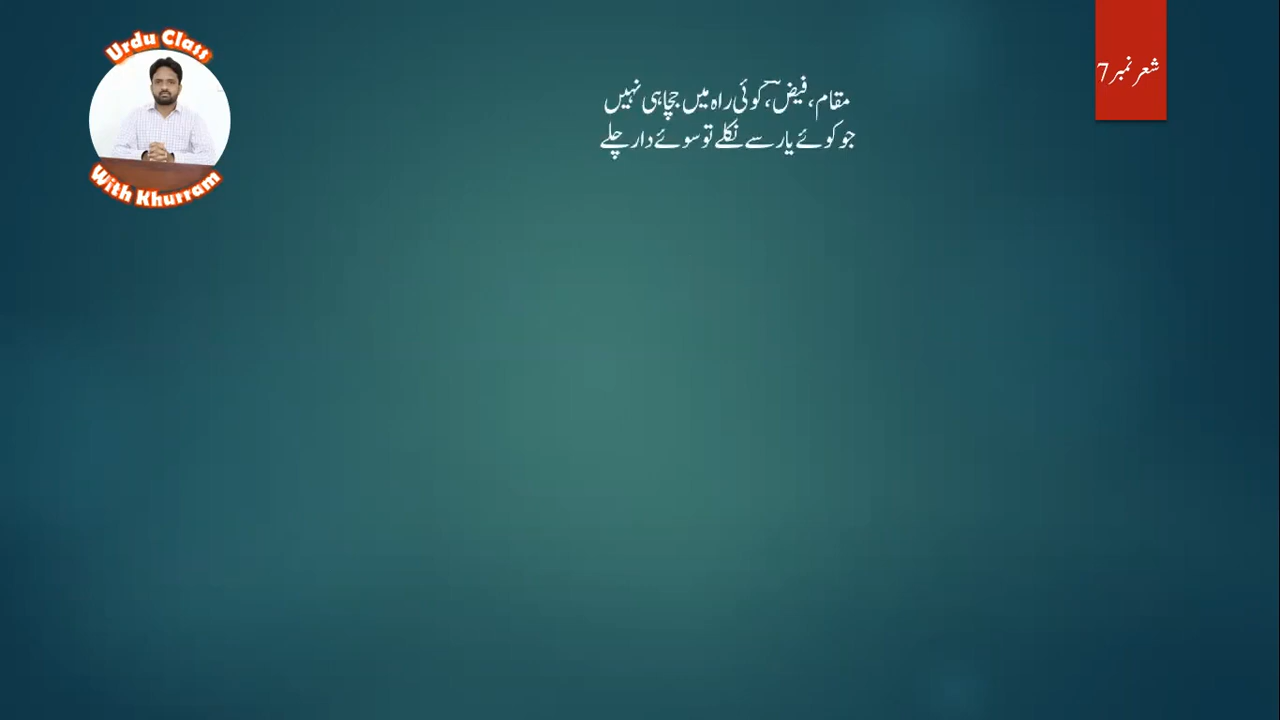 Urdu Class
With Khurram
شعر نمبر 7
مقام، فیضؔ، کوئی راہ میں جچا ہی نہیں
جو کوئے یار سے نکلے تو سوئے دار چلے